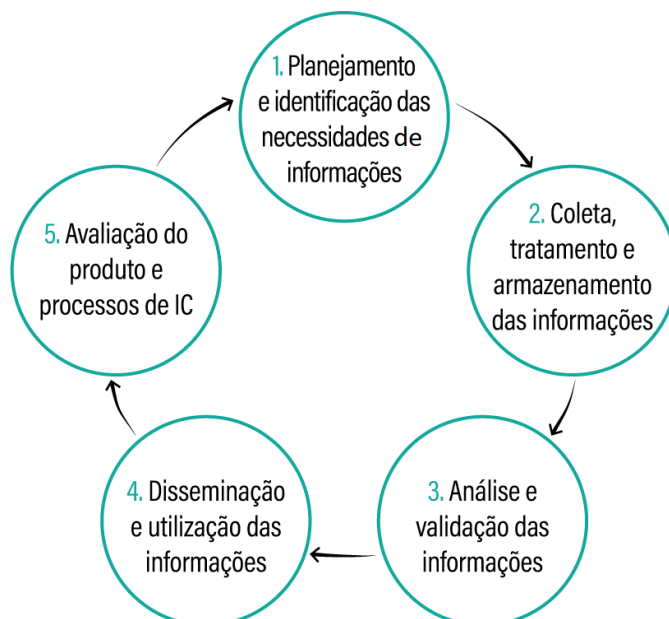 1. Planejamento
e identificação das
necessidades de
informações
2. Coleta,
tratamento e
armazenamento
das informações
3. Análise e
validação das
informações
4. Disseminação
e utilização das
informações
5. Avaliação do
produto e
processos de IC